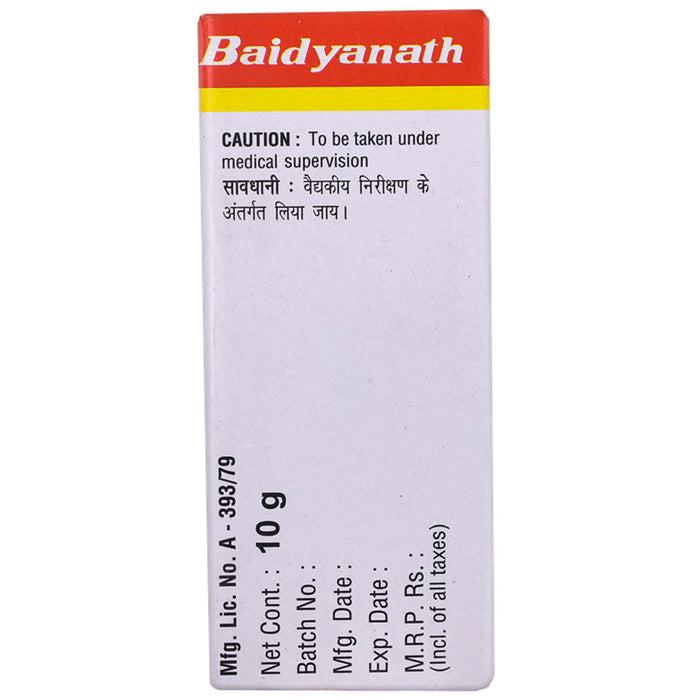 Baidyanath
CAUTION : To be taken under
medical supervision
सावधानी : वैद्यकीय निरीक्षण के
अंतर्गत लिया जाय।
Mfg. Lic. No. A - 393/79
Net Cont. : 10 g
Batch No. :
Mfg. Date :
Exp. Date :
M.R.P. Rs. :
(Incl. of all taxes)